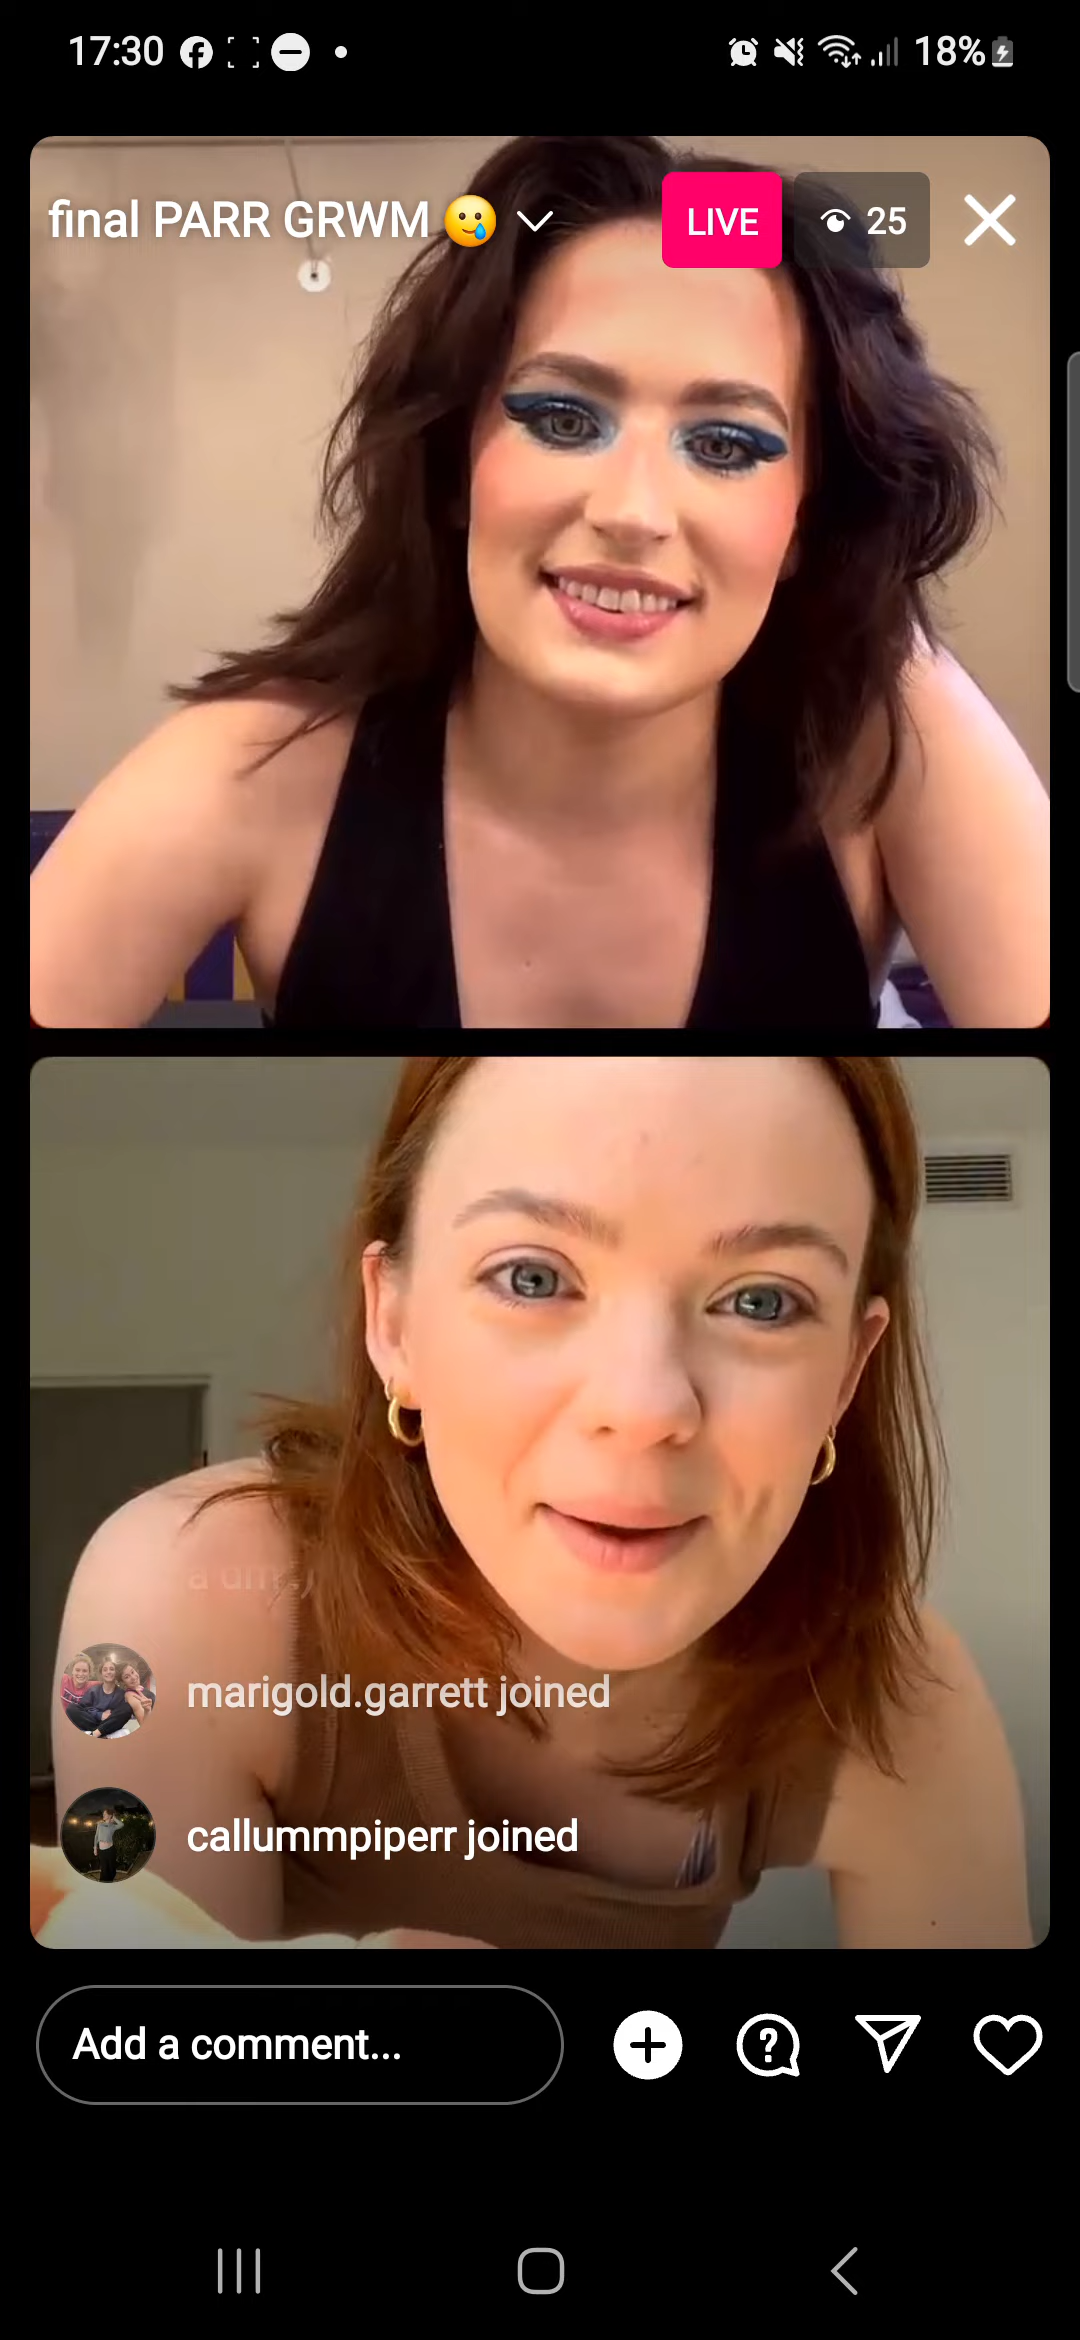 17:30
18%
final PARR GRWM 🥲
LIVE
25
marigold.garrett joined
callummpiperr joined
Add a comment...